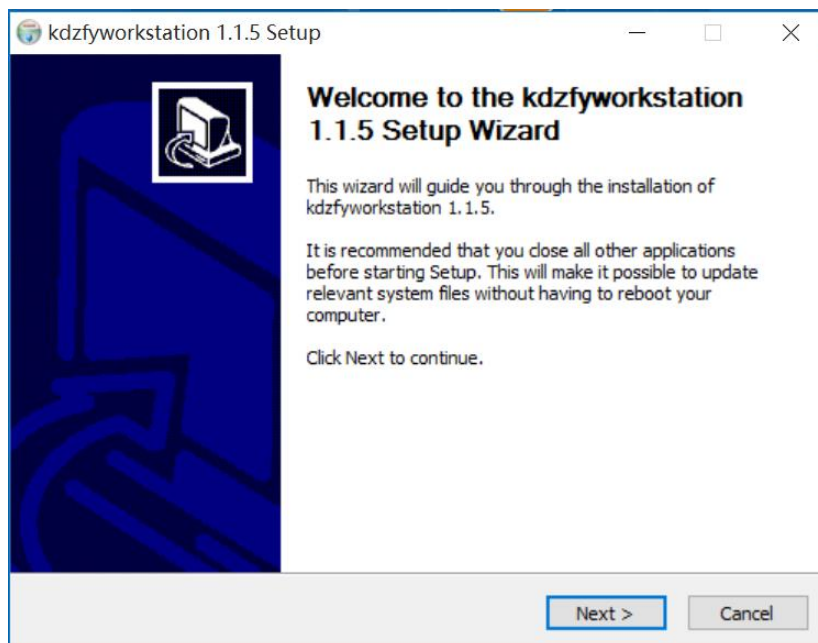 kdzfyworkstation 1.1.5 Setup
Welcome to the kdzfyworkstation
1.1.5 Setup Wizard
This wizard will guide you through the installation of
kdzfyworkstation 1.1.5.
It is recommended that you close all other applications
before starting Setup. This will make it possible to update
relevant system files without having to reboot your
computer.
Click Next to continue.
Next >
Cancel